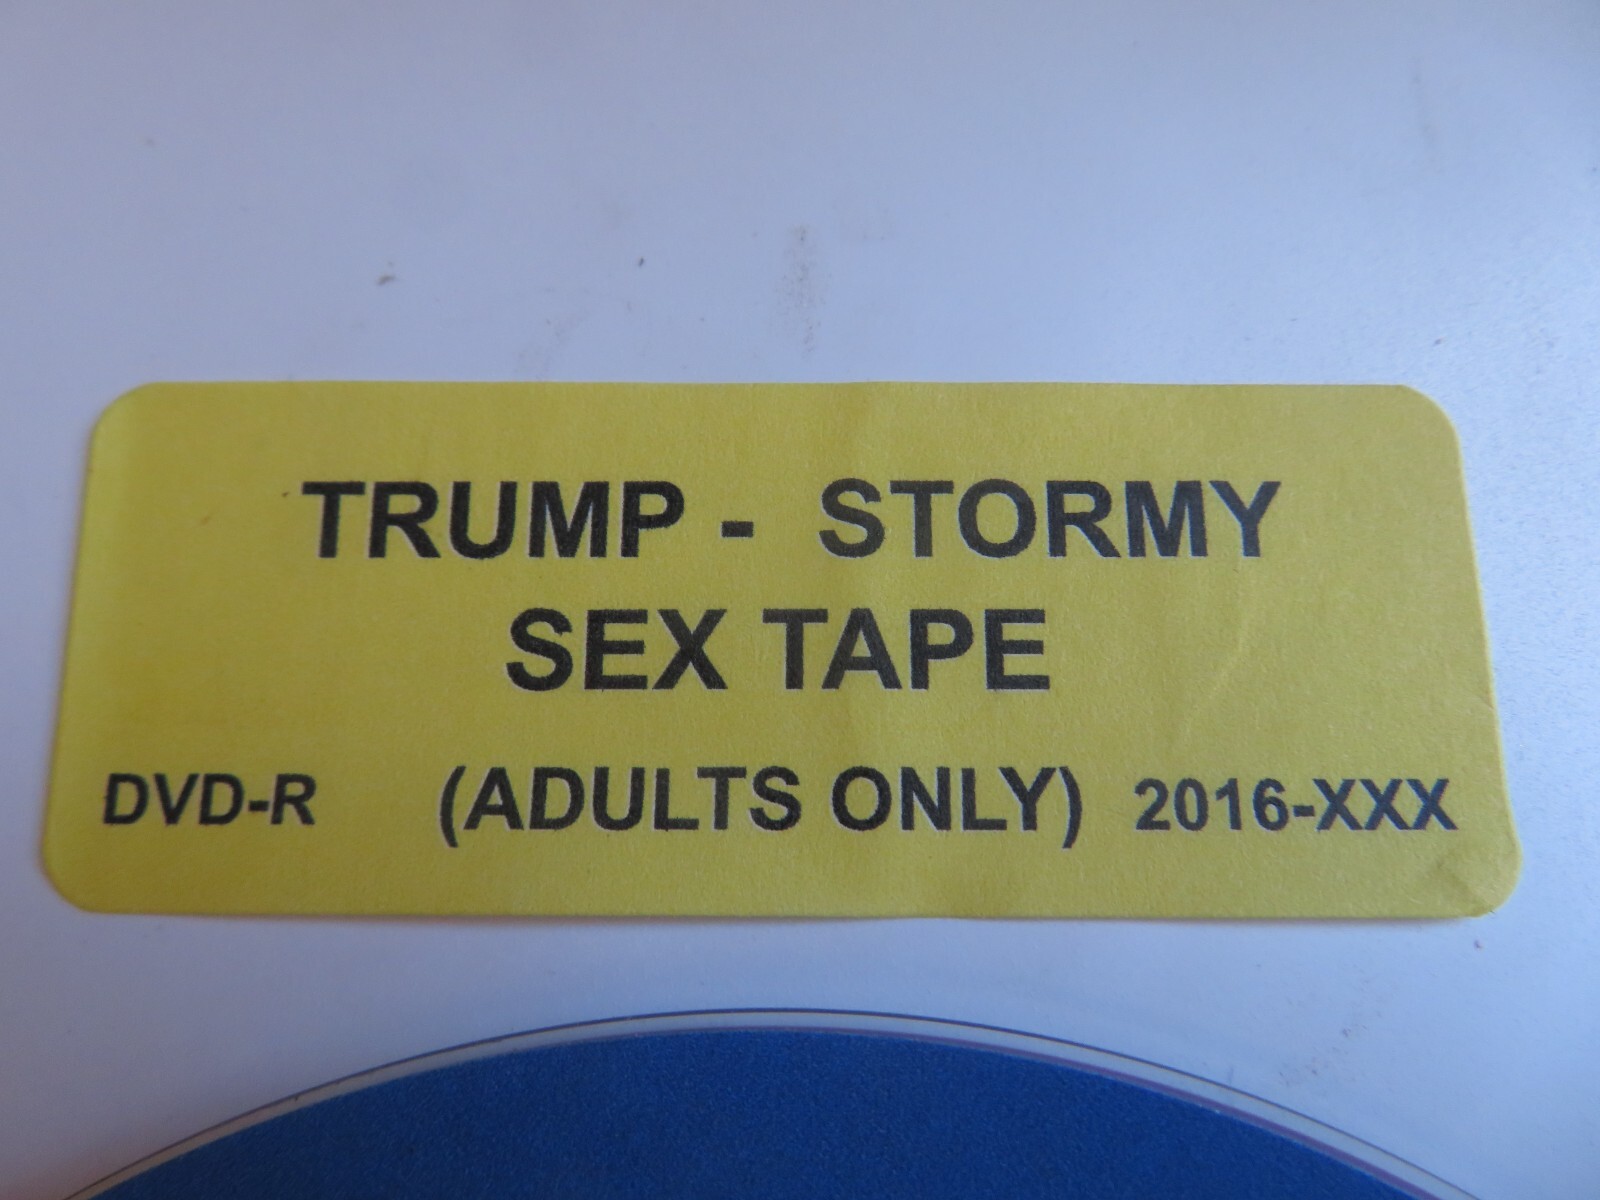 TRUMP - STORMY
SEX TAPE
DVD-R (ADULTS ONLY) 2016-XXX